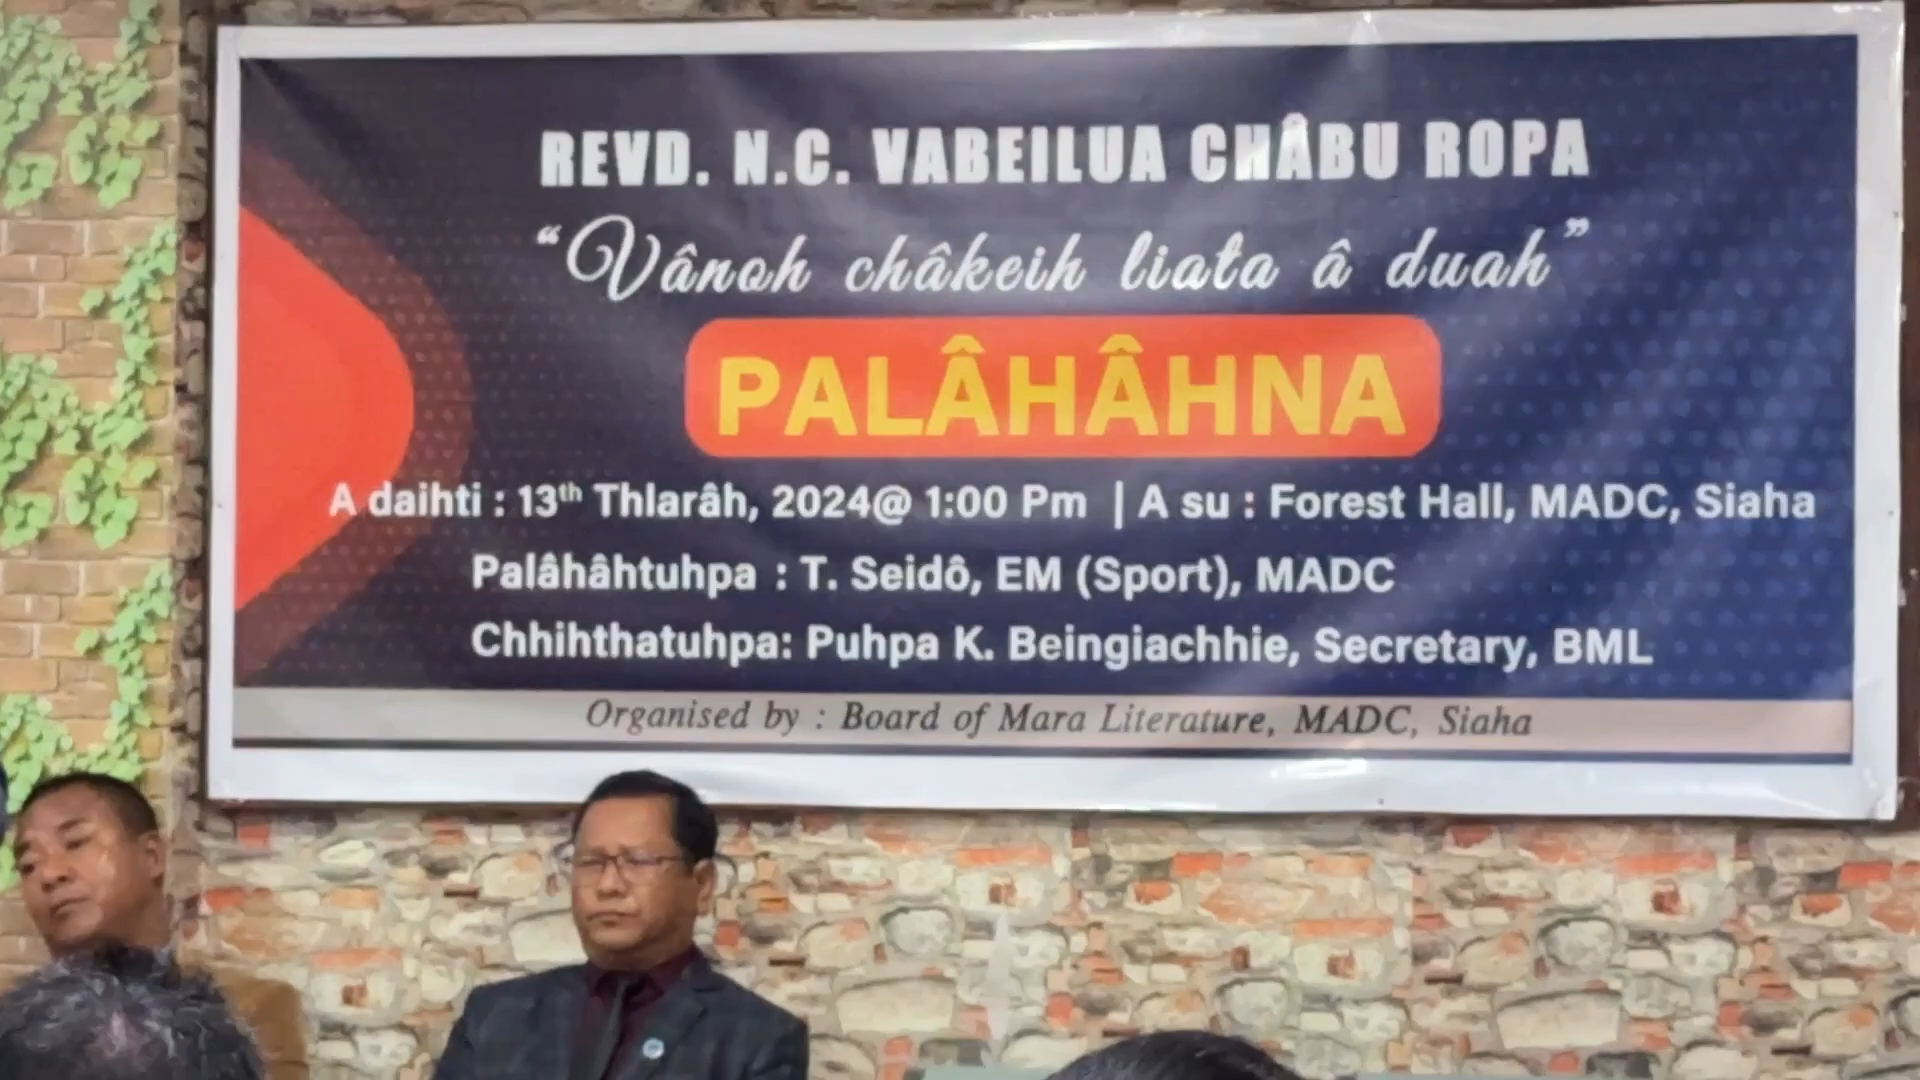 REVD. N.C. VABEILUA CHÂBU ROPA
“Vânoh châkeih liaťa â duah”
PALÂHÂHNA
A daihti : 13th Thlarâh, 2024@ 1:00 Pm | A su : Forest Hall, MADC, Siaha
Palâhâhtuhpa : T. Seidô, EM (Sport), MADC
Chhihthatuhpa: Puhpa K. Beingiachhie, Secretary, BML
Organised by : Board of Mara Literature, MADC, Siaha